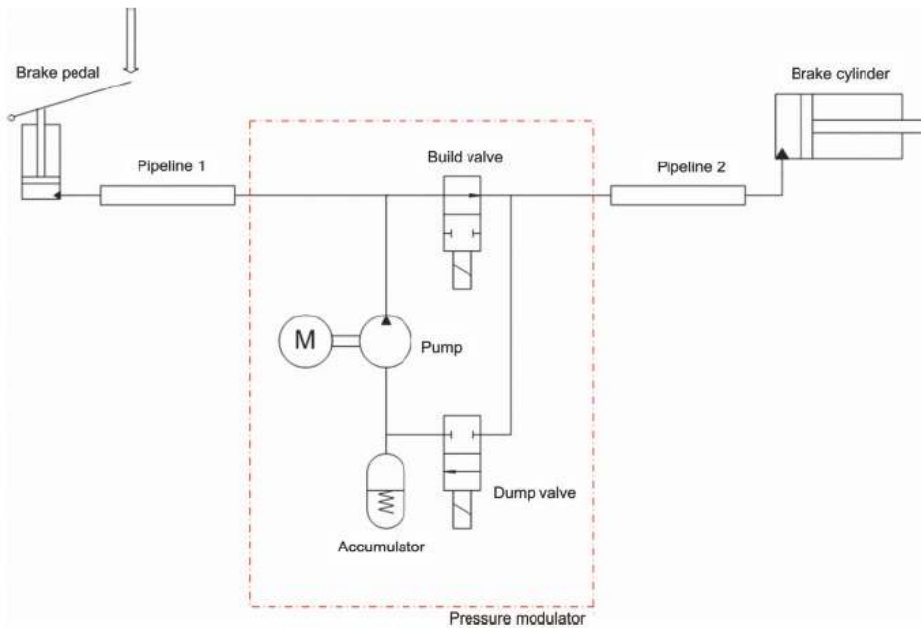 Brake pedal
Brake cylinder
Build valve
Pipeline 1
Pipeline 2
M
Pump
Dump valve
Accumulator
Pressure modulator